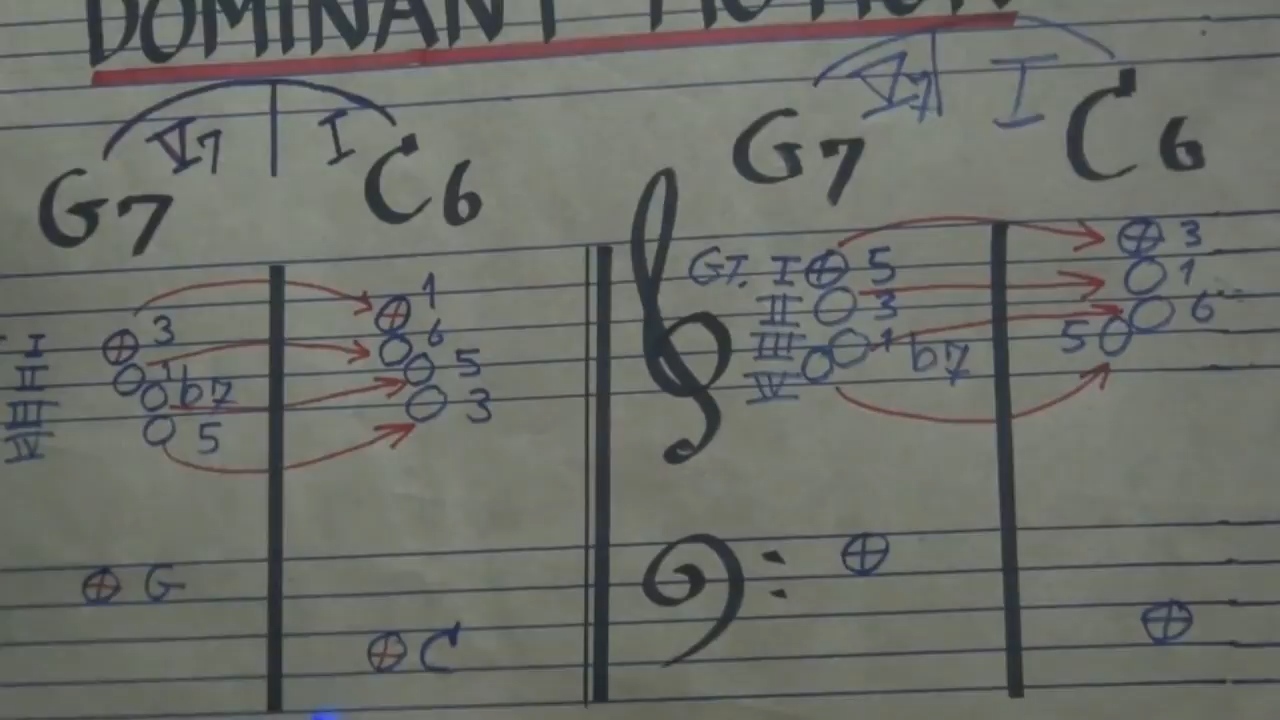 DOMINANT MOTION
V7 I V7 I
G7 C6 G7 C6
I 3 1 GT. I 5 3
II 1 6 II 3 1
III b7 5 III 1 b7 6
IV 5 3 IV 5
G
C